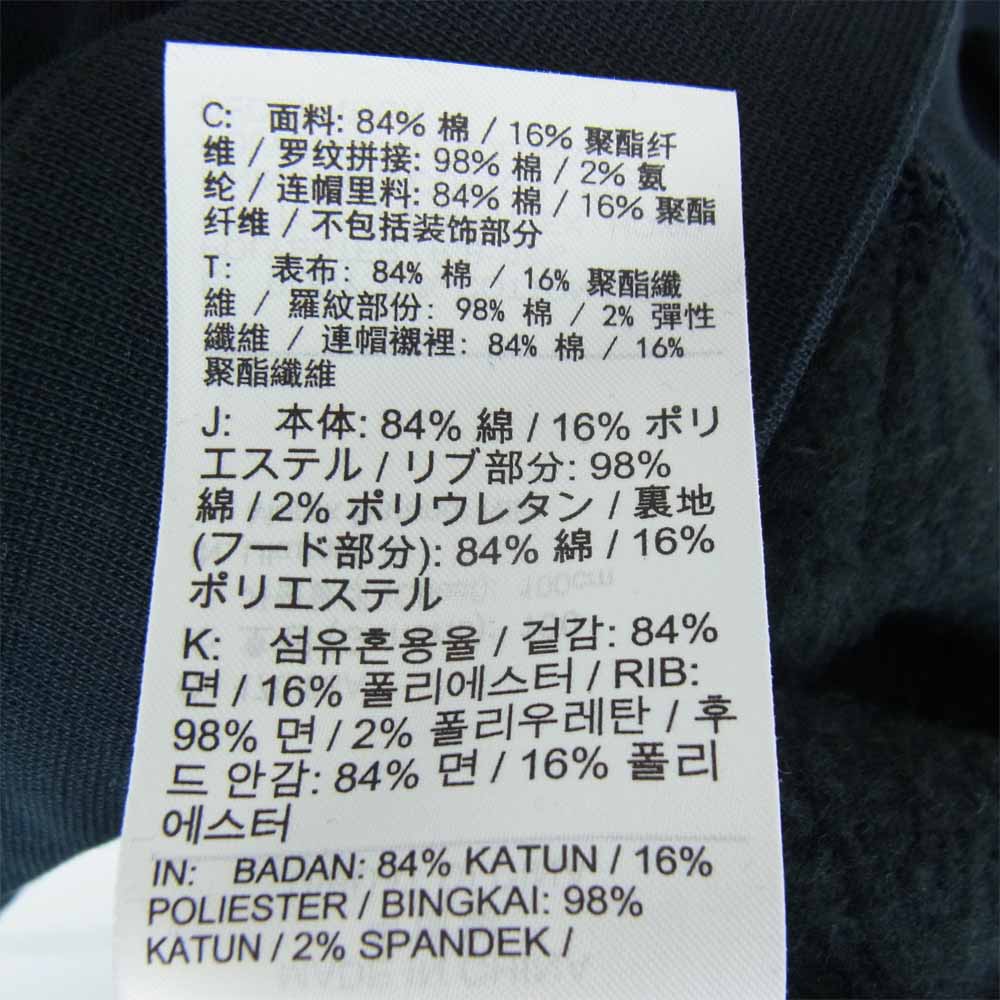 C: 面料: 84% 棉 / 16% 聚酯纤
维 / 罗纹拼接: 98% 棉 / 2% 氨
纶 / 连帽里料: 84% 棉 / 16% 聚酯
纤维 / 不包括装饰部分
T: 表布: 84% 棉 / 16% 聚酯纖
維 / 羅紋部份: 98% 棉 / 2% 彈性
纖維 / 連帽襯裡: 84% 棉 / 16%
聚酯纖維
J: 本体: 84% 綿 / 16% ポリ
エステル / リブ部分: 98%
綿 / 2% ポリウレタン / 裏地
(フード部分): 84% 綿 / 16%
ポリエステル
K: 섬유혼용율 / 겉감: 84%
면 / 16% 폴리에스터 / RIB:
98% 면 / 2% 폴리우레탄 / 후
드 안감: 84% 면 / 16% 폴리
에스터
IN: BADAN: 84% KATUN / 16%
POLIESTER / BINGKAI: 98%
KATUN / 2% SPANDEK /